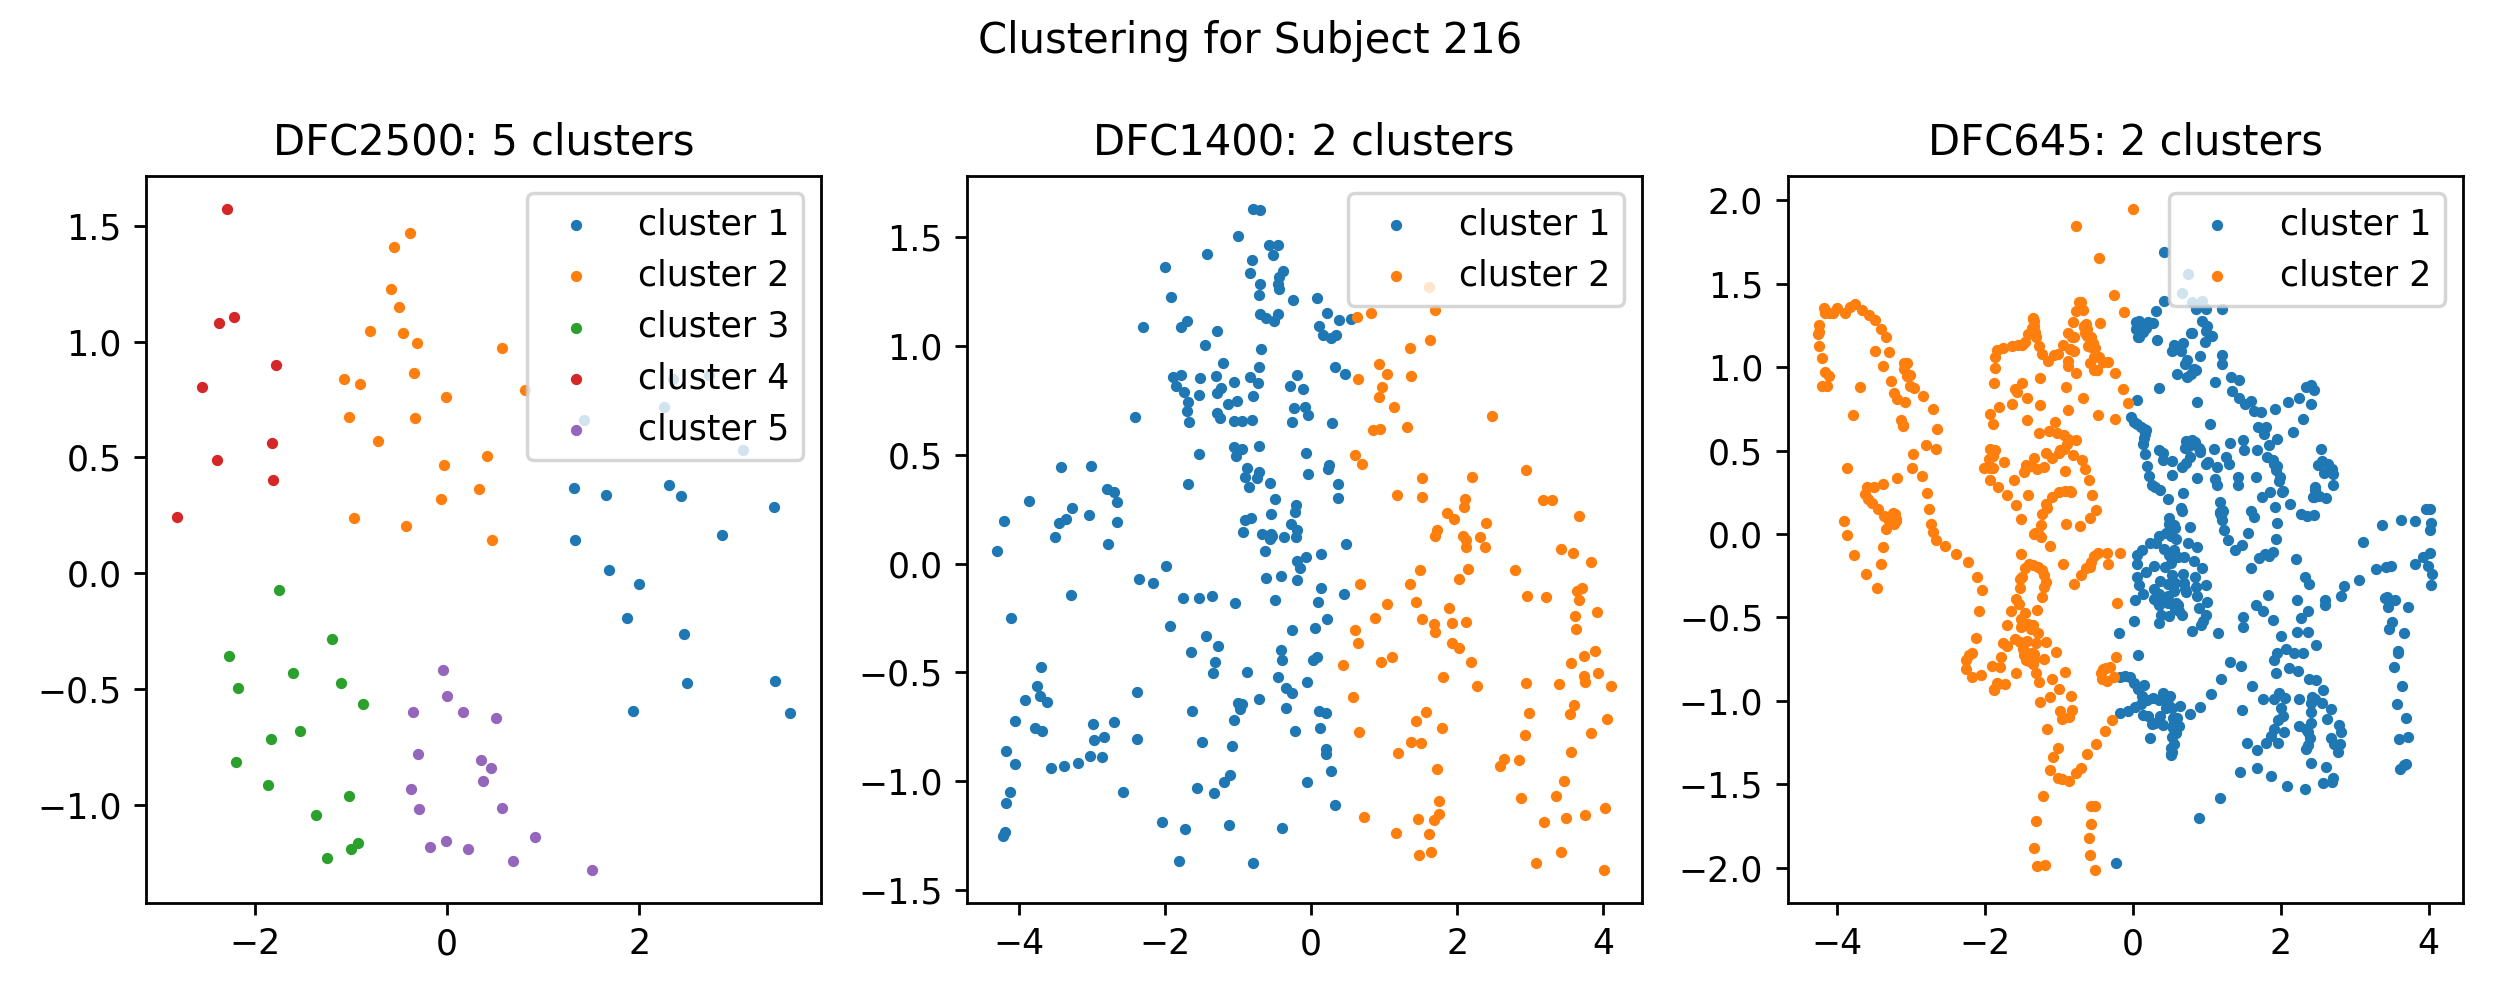 Clustering for Subject 216
DFC2500: 5 clusters
cluster 1
cluster 2
cluster 3
cluster 4
cluster 5
1.5
1.0
0.5
0.0
−0.5
−1.0
−2
0
2
DFC1400: 2 clusters
cluster 1
cluster 2
1.5
1.0
0.5
0.0
−0.5
−1.0
−1.5
−4
−2
0
2
4
DFC645: 2 clusters
cluster 1
cluster 2
2.0
1.5
1.0
0.5
0.0
−0.5
−1.0
−1.5
−2.0
−4
−2
0
2
4